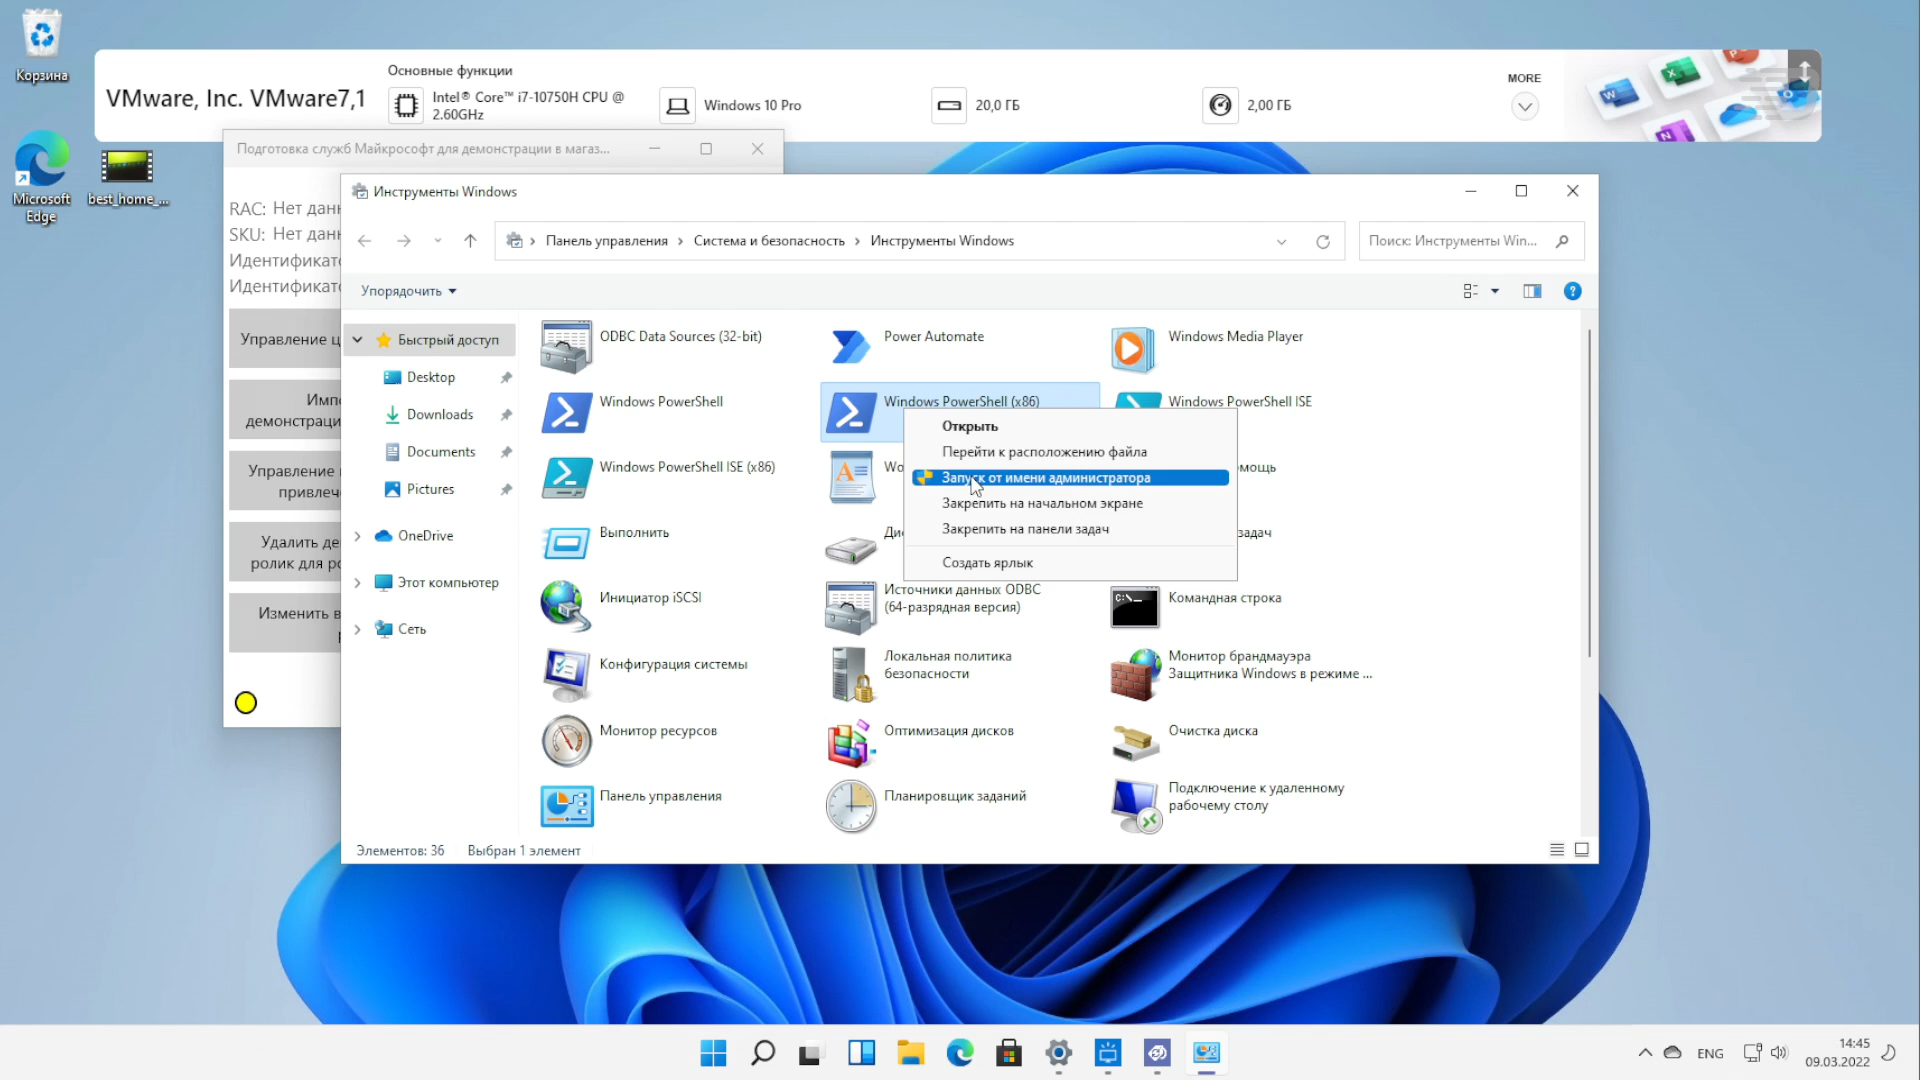 Корзина
Microsoft Edge
best_home_...
VMware, Inc. VMware7,1
Основные функции
Intel® Core™ i7-10750H CPU @ 2.60GHz
Windows 10 Pro
20,0 ГБ
2,00 ГБ
MORE
Подготовка служб Майкрософт для демонстрации в магаз...
RAC: Нет данн
SKU: Нет данн
Идентификато
Идентификато
Управление ц
Импо
демонстраци
Управление
привлеч
Удалить де
ролик для ро
Изменить в
Инструменты Windows
Панель управления > Система и безопасность > Инструменты Windows
Поиск: Инструменты Win...
Упорядочить
Быстрый доступ
Desktop
Downloads
Documents
Pictures
OneDrive
Этот компьютер
Сеть
ODBC Data Sources (32-bit)
Power Automate
Windows Media Player
Windows PowerShell
Windows PowerShell (x86)
Windows PowerShell ISE
Windows PowerShell ISE (x86)
Wo
мощь
Выполнить
Дис
задач
Открыть
Перейти к расположению файла
Запуск от имени администратора
Закрепить на начальном экране
Закрепить на панели задач
Создать ярлык
Инициатор iSCSI
Источники данных ODBC
(64-разрядная версия)
Командная строка
Конфигурация системы
Локальная политика
безопасности
Монитор брандмауэра
Защитника Windows в режиме ...
Монитор ресурсов
Оптимизация дисков
Очистка диска
Панель управления
Планировщик заданий
Подключение к удаленному
рабочему столу
Элементов: 36
Выбран 1 элемент
ENG
14:45
09.03.2022